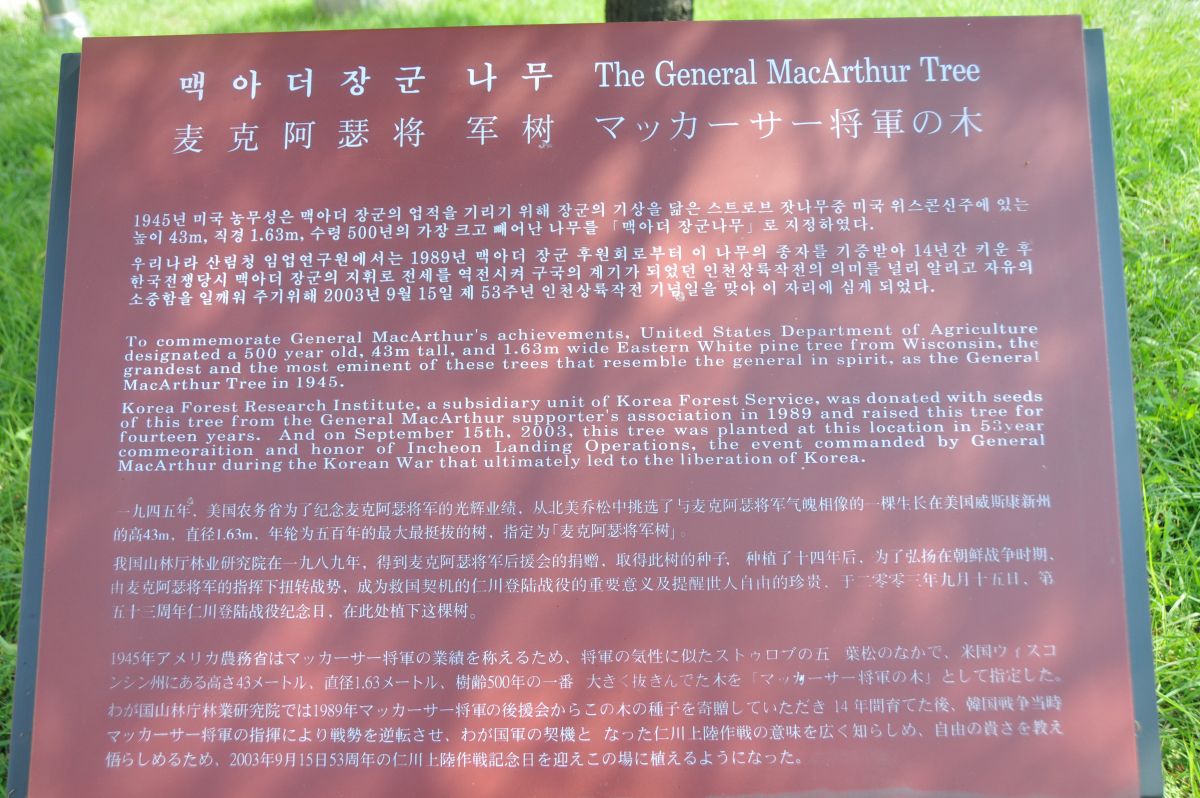 맥아더장군 나무 The General MacArthur Tree
麦克阿瑟将 军树 マッカーサー将軍の木
1945년 미국 농무성은 맥아더 장군의 업적을 기리기 위해 장군의 기상을 닮은 스트로브 잣나무중 미국 위스콘신주에 있는
높이 43m, 직경 1.63m, 수령 500년의 가장 크고 빼어난 나무를 「맥아더 장군나무」로 지정하였다.
우리나라 산림청 임업연구원에서는 1989년 맥아더 장군 후원회로부터 이 나무의 종자를 기증받아 14년간 키운 후
한국전쟁당시 맥아더 장군의 지휘로 전세를 역전시켜 구국의 계기가 되었던 인천상륙작전의 의미를 널리 알리고 자유의
소중함을 일깨워 주기위해 2003년 9월 15일 제 53주년 인천상륙작전 기념일을 맞아 이 자리에 심게 되었다.
To commemorate General MacArthur's achievements, United States Department of Agriculture
designated a 500 year old, 43m tall, and 1.63m wide Eastern White pine tree from Wisconsin, the
grandest and the most eminent of these trees that resemble the general in spirit, as the General
MacArthur Tree in 1945.
Korea Forest Research Institute, a subsidiary unit of Korea Forest Service, was donated with seeds
of this tree from the General MacArthur supporter's association in 1989 and raised this tree for
fourteen years. And on September 15th, 2003, this tree was planted at this location in 53year
commeoraition and honor of Incheon Landing Operations, the event commanded by General
MacArthur during the Korean War that ultimately led to the liberation of Korea.
一九四五年，美国农务省为了纪念麦克阿瑟将军的光辉业绩，从北美乔松中挑选了与麦克阿瑟将军气魄相像的一棵生长在美国威斯康新州
的高43m，直径1.63m，年轮为五百年的最大最挺拔的树，指定为「麦克阿瑟将军树」。
我国山林厅林业研究院在一九八九年，得到麦克阿瑟将军后援会的捐赠，取得此树的种子，种植了十四年后，为了弘扬在朝鲜战争时期、
由麦克阿瑟将军的指挥下扭转战势，成为救国契机的仁川登陆战役的重要意义及提醒世人自由的珍贵，于二零零三年九月十五日、第
五十三周年仁川登陆战役纪念日，在此处植下这棵树。
1945年アメリカ農務省はマッカーサー将軍の業績を称えるため、将軍の気性に似たストゥロブの五 葉松のなかで、米国ウィスコ
ンシン州にある高さ43メートル、直径1.63メートル、樹齢500年の一番 大きく抜きんでた木を「マッカーサー将軍の木」として指定した。
わが国山林庁林業研究院では1989年マッカーサー将軍の後援会からこの木の種子を寄贈していただき 14 年間育てた後、韓国戦争当時
マッカーサー将軍の指揮により戦勢を逆転させ、わが国軍の契機と なった仁川上陸作戦の意味を広く知らしめ、自由の貴さを教え
悟らしめるため、2003年9月15日53周年の仁川上陸作戦記念日を迎えこの場に植えるようになった。